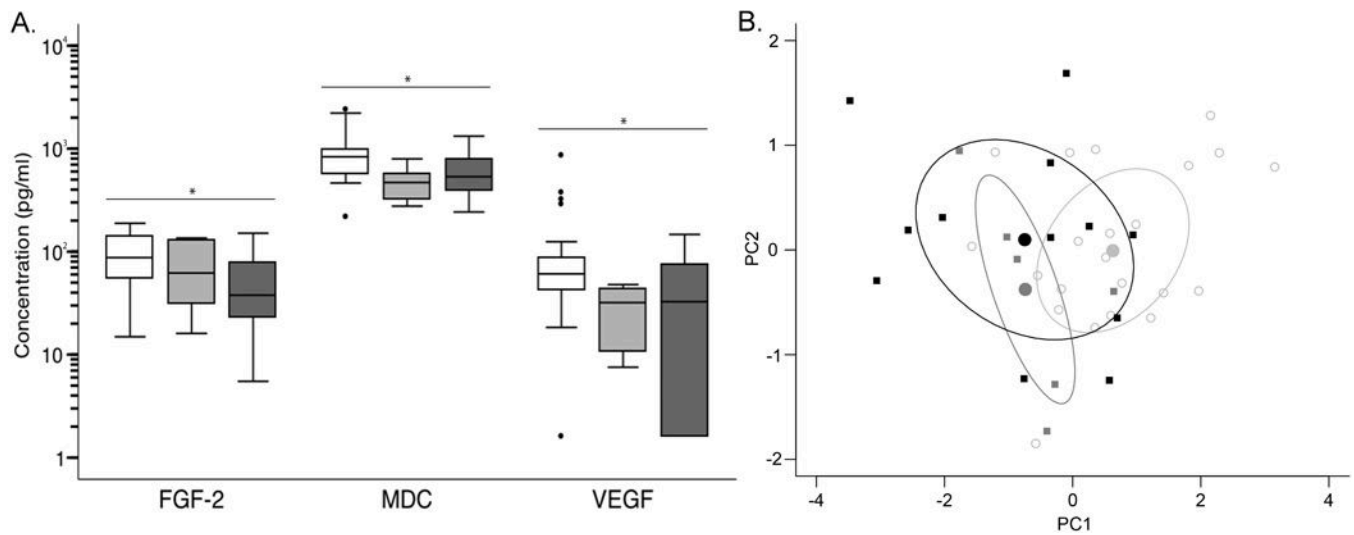 A.
Concentration (pg/ml)
10⁴
10³
10²
10
1
*
*
*
FGF-2
MDC
VEGF
B.
PC2
2
1
0
-1
-2
-4
-2
0
2
4
PC1